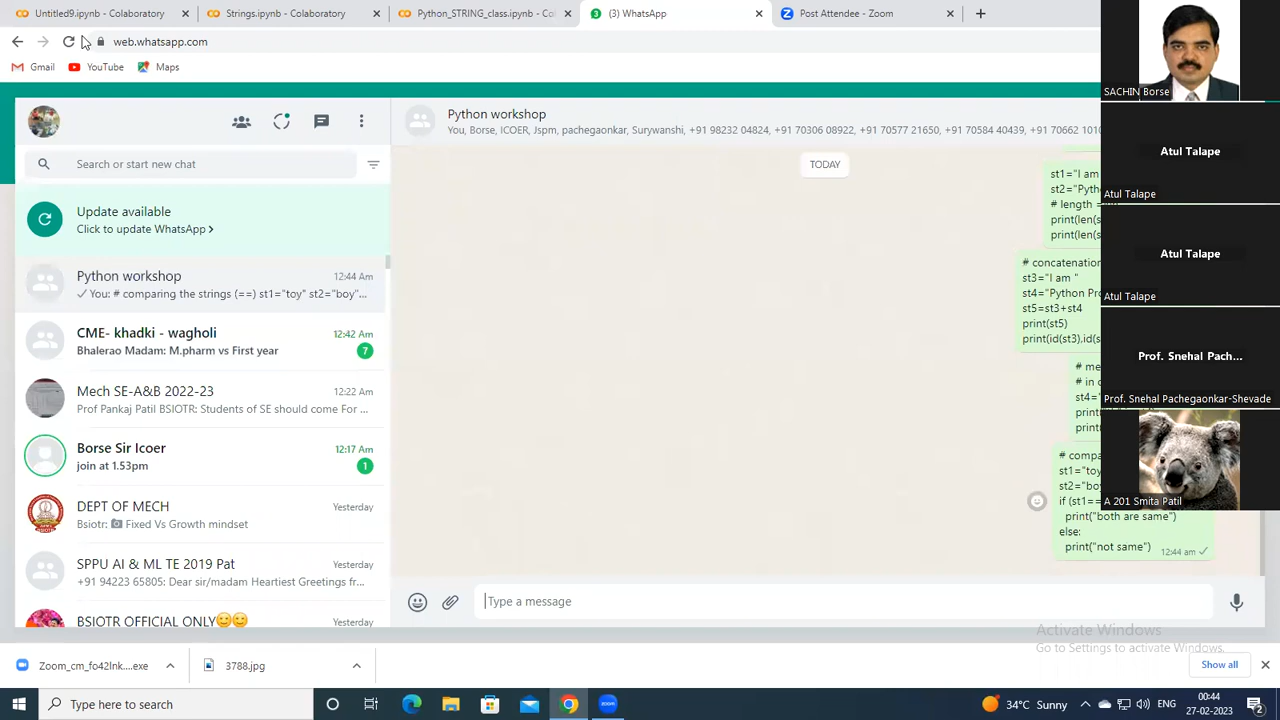 Untitled9.ipynb - Colaboratory
Strings.ipynb - Colaboratory
Python_STRING_class.ipynb - Col
3
(3) WhatsApp
Post Attendee - Zoom
web.whatsapp.com
Gmail
YouTube
Maps
Search or start new chat
Update available
Click to update WhatsApp
Python workshop
12:44 Am
You: # comparing the strings (==) st1="toy" st2="boy"...
CME- khadki - wagholi
12:42 Am
Bhalerao Madam: M.pharm vs First year
7
Mech SE-A&B 2022-23
12:22 Am
Prof Pankaj Patil BSIOTR: Students of SE should come For ...
Borse Sir Icoer
12:17 Am
join at 1.53pm
1
DEPT OF MECH
Yesterday
Bsiotr: Fixed Vs Growth mindset
SPPU AI & ML TE 2019 Pat
Yesterday
+91 94223 65805: Dear sir/madam Heartiest Greetings fr...
BSIOTR OFFICIAL ONLY😊😊
Yesterday
Python workshop
You, Borse, ICOER, Jspm, pachegaonkar, Surywanshi, +91 98232 04824, +91 70306 08922, +91 70577 21650, +91 70584 40439, +91 70662 1010
TODAY
st1="I am
st2="Pyth
# length =
print(len(s
print(len(s
# concatenation
st3="I am "
st4="Python Pro
st5=st3+st4
print(st5)
print(id(st3),id(s
# me
# in o
st4="
print
print
# compa
st1="toy
st2="boy
if (st1==
print("both are same")
else:
print("not same")
12:44 am
Type a message
SACHIN Borse
Atul Talape
Atul Talape
Atul Talape
Atul Talape
Prof. Snehal Pach...
Prof. Snehal Pachegaonkar-Shevade
A 201 Smita Patil
Activate Windows
Go to Settings to activate Windows.
Zoom_cm_fo42lnk....exe
3788.jpg
Show all
Type here to search
34°C Sunny
ENG
00:44
27-02-2023
2